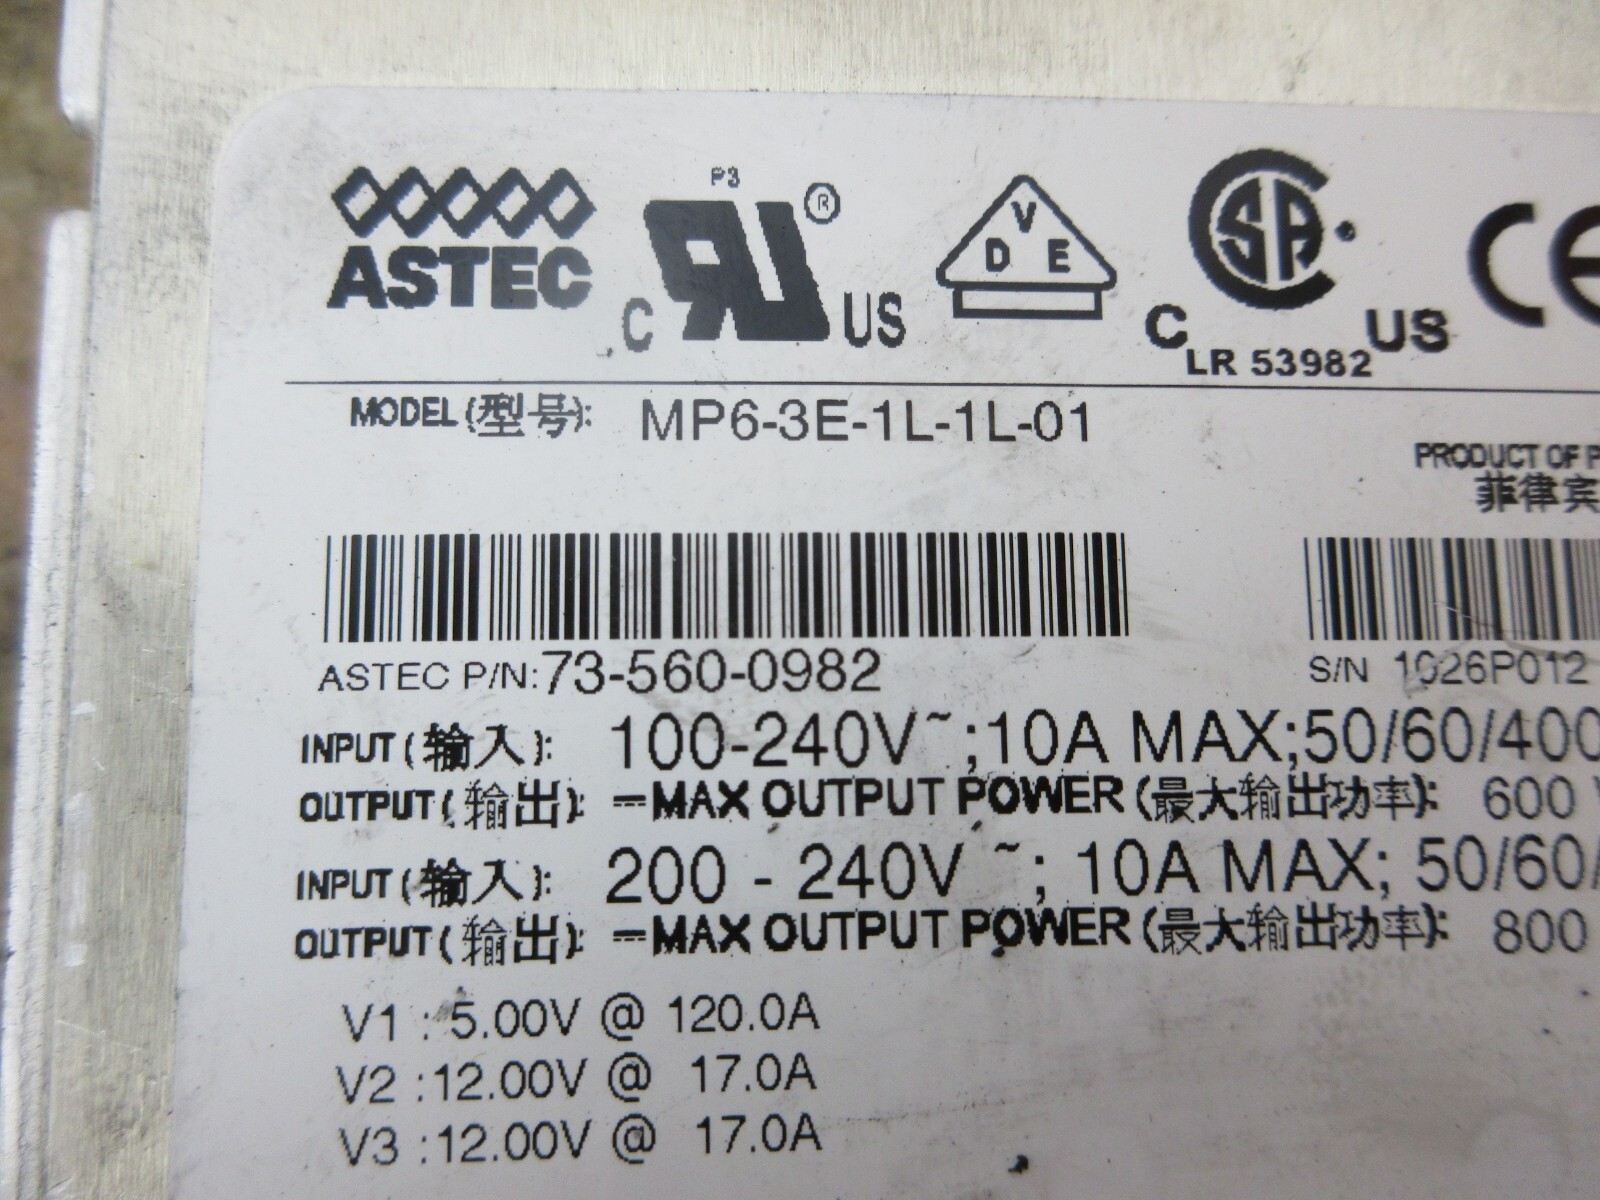 ASTEC
P3
C RU ® US
V
D E
C SA US
LR 53982
CE
MODEL (型号): MP6-3E-1L-1L-01
PRODUCT OF P
菲律宾
ASTEC P/N: 73-560-0982
S/N 1026P012
INPUT (输入): 100-240V~;10A MAX;50/60/400
OUTPUT (输出): ⎓MAX OUTPUT POWER (最大输出功率): 600
INPUT (输入): 200 - 240V ~; 10A MAX; 50/60/
OUTPUT (输出): ⎓MAX OUTPUT POWER (最大输出功率): 800
V1 : 5.00V @ 120.0A
V2 :12.00V @ 17.0A
V3 :12.00V @ 17.0A